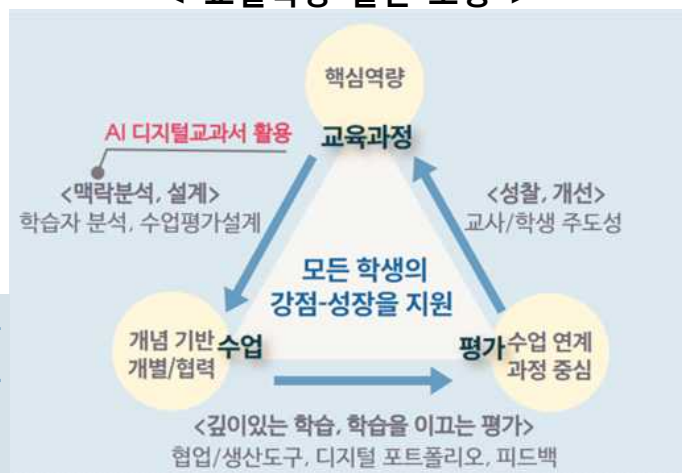 핵심역량
AI 디지털교과서 활용
교육과정
<맥락분석, 설계>
학습자 분석, 수업평가설계
<성찰, 개선>
교사/학생 주도성
모든 학생의
강점-성장을 지원
개념 기반
개별/협력
수업
평가
수업 연계
과정 중심
<깊이있는 학습, 학습을 이끄는 평가>
협업/생산도구, 디지털 포트폴리오, 피드백